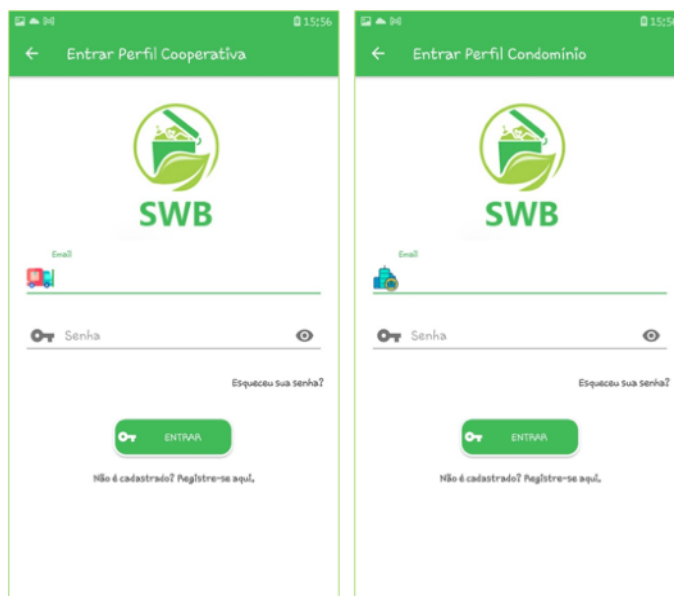 15:56
Entrar Perfil Cooperativa
SWB
Email
Senha
Esqueceu sua senha?
ENTRAR
Não é cadastrado? Registre-se aqui.
15:56
Entrar Perfil Condomínio
SWB
Email
Senha
Esqueceu sua senha?
ENTRAR
Não é cadastrado? Registre-se aqui.